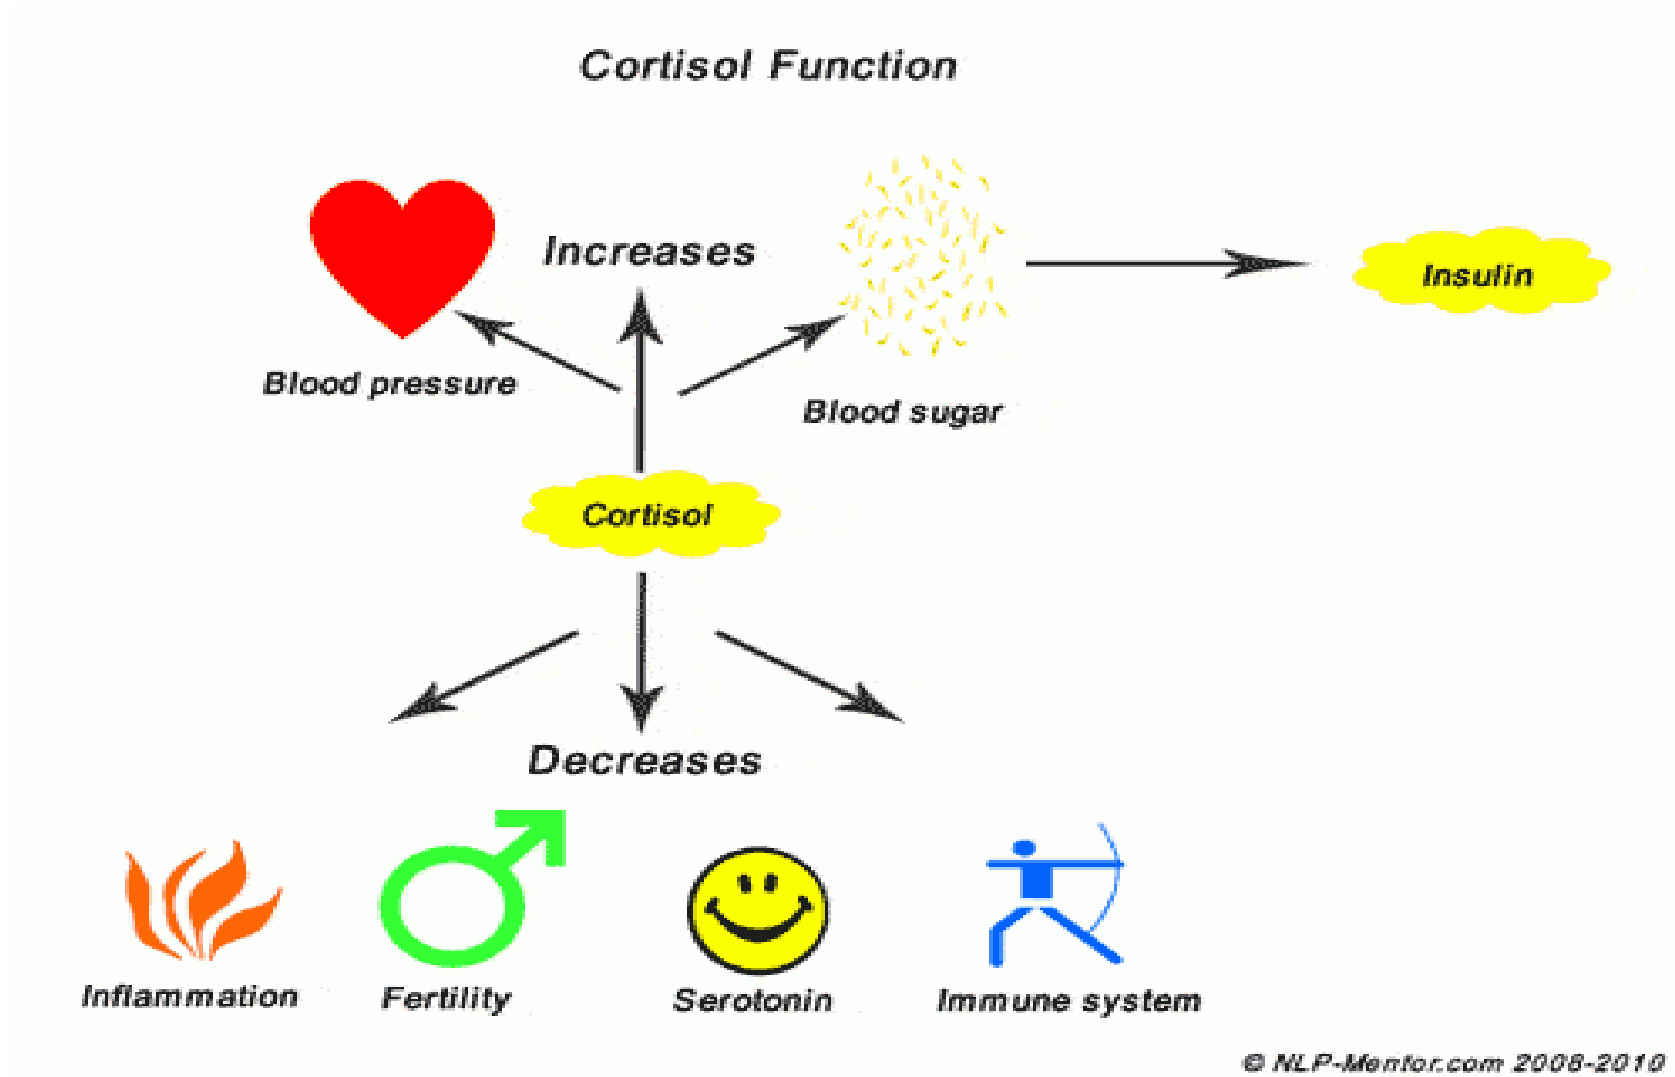 Cortisol Function
Increases
Insulin
Blood pressure
Blood sugar
Cortisol
Decreases
Inflammation
Fertility
Serotonin
Immune system
© NLP-Mentor.com 2008-2010